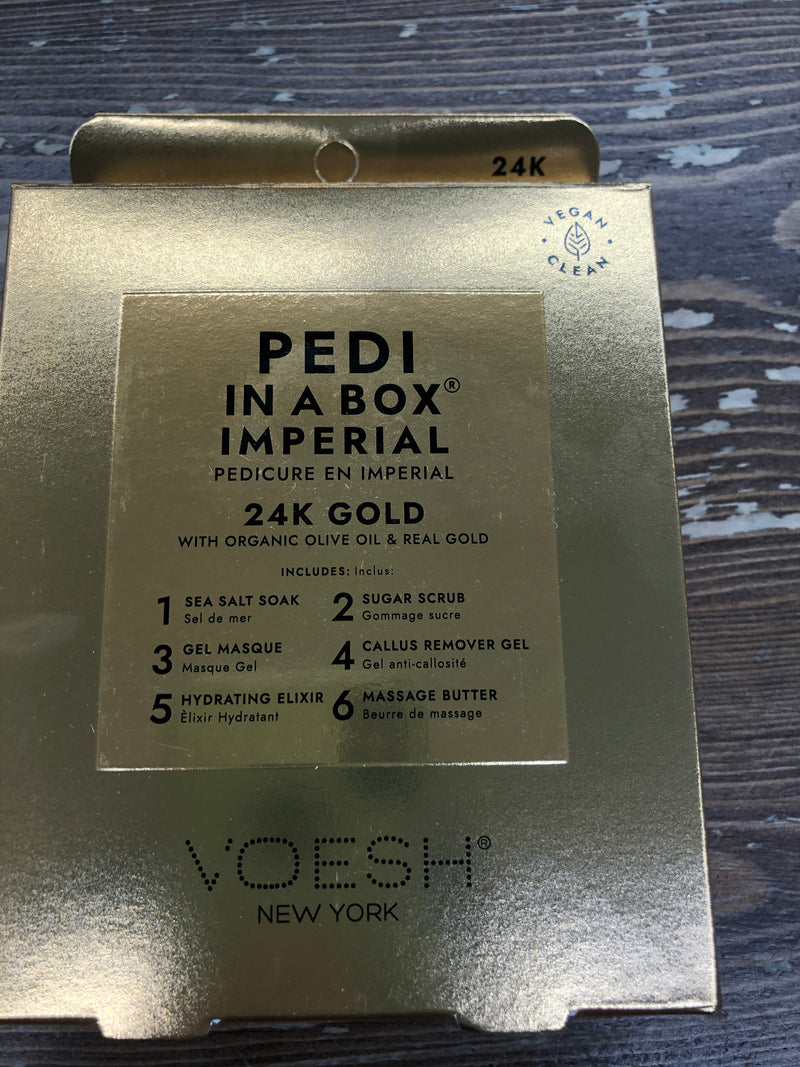 24K
VEGAN
CLEAN
PEDI
IN A BOX®
IMPERIAL
PEDICURE EN IMPERIAL
24K GOLD
WITH ORGANIC OLIVE OIL & REAL GOLD
INCLUDES: Inclus:
1 SEA SALT SOAK
Sel de mer
2 SUGAR SCRUB
Gommage sucre
3 GEL MASQUE
Masque Gel
4 CALLUS REMOVER GEL
Gel anti-callosité
5 HYDRATING ELIXIR
Èlixir Hydratant
6 MASSAGE BUTTER
Beurre de massage
VOESH®
NEW YORK